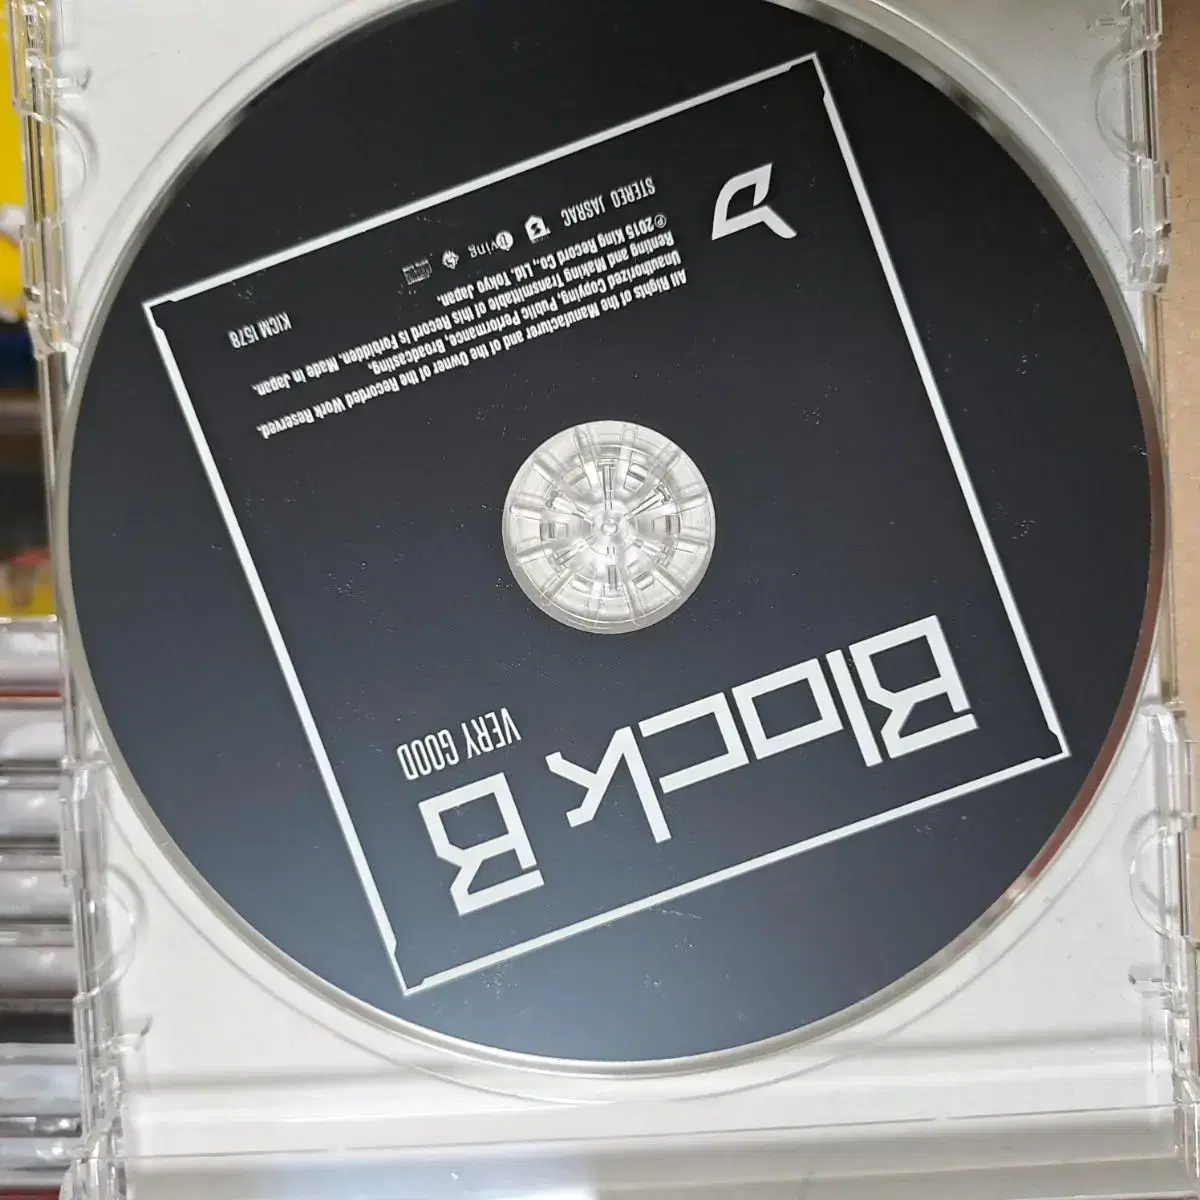 Block B
VERY GOOD
All Rights of the Manufacturer and of the Owner of the Recorded Work Reserved.
Unauthorized Copying, Public Performance, Broadcasting,
Renting and Making Transmittable of this Record Is Forbidden. Made In Japan.
℗2015 King Record Co., Ltd. Tokyo Japan.
STEREO JASRAC
KICM 1578